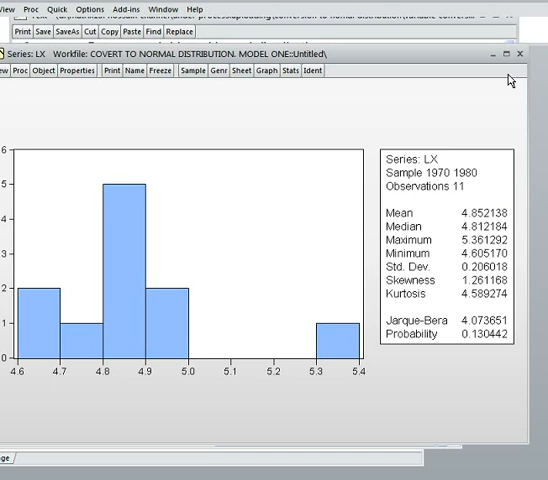 View Proc Quick Options Add-ins Window Help
Print Save SaveAs Cut Copy Paste Find Replace
Series: LX Workfile: COVERT TO NORMAL DISTRIBUTION. MODEL ONE::Untitled\
ew Proc Object Properties Print Name Freeze Sample Genr Sheet Graph Stats Ident
6
5
4
3
2
1
0
4.6 4.7 4.8 4.9 5.0 5.1 5.2 5.3 5.4
Series: LX
Sample 1970 1980
Observations 11
Mean 4.852138
Median 4.812184
Maximum 5.361292
Minimum 4.605170
Std. Dev. 0.206018
Skewness 1.261168
Kurtosis 4.589274
Jarque-Bera 4.073651
Probability 0.130442
ge